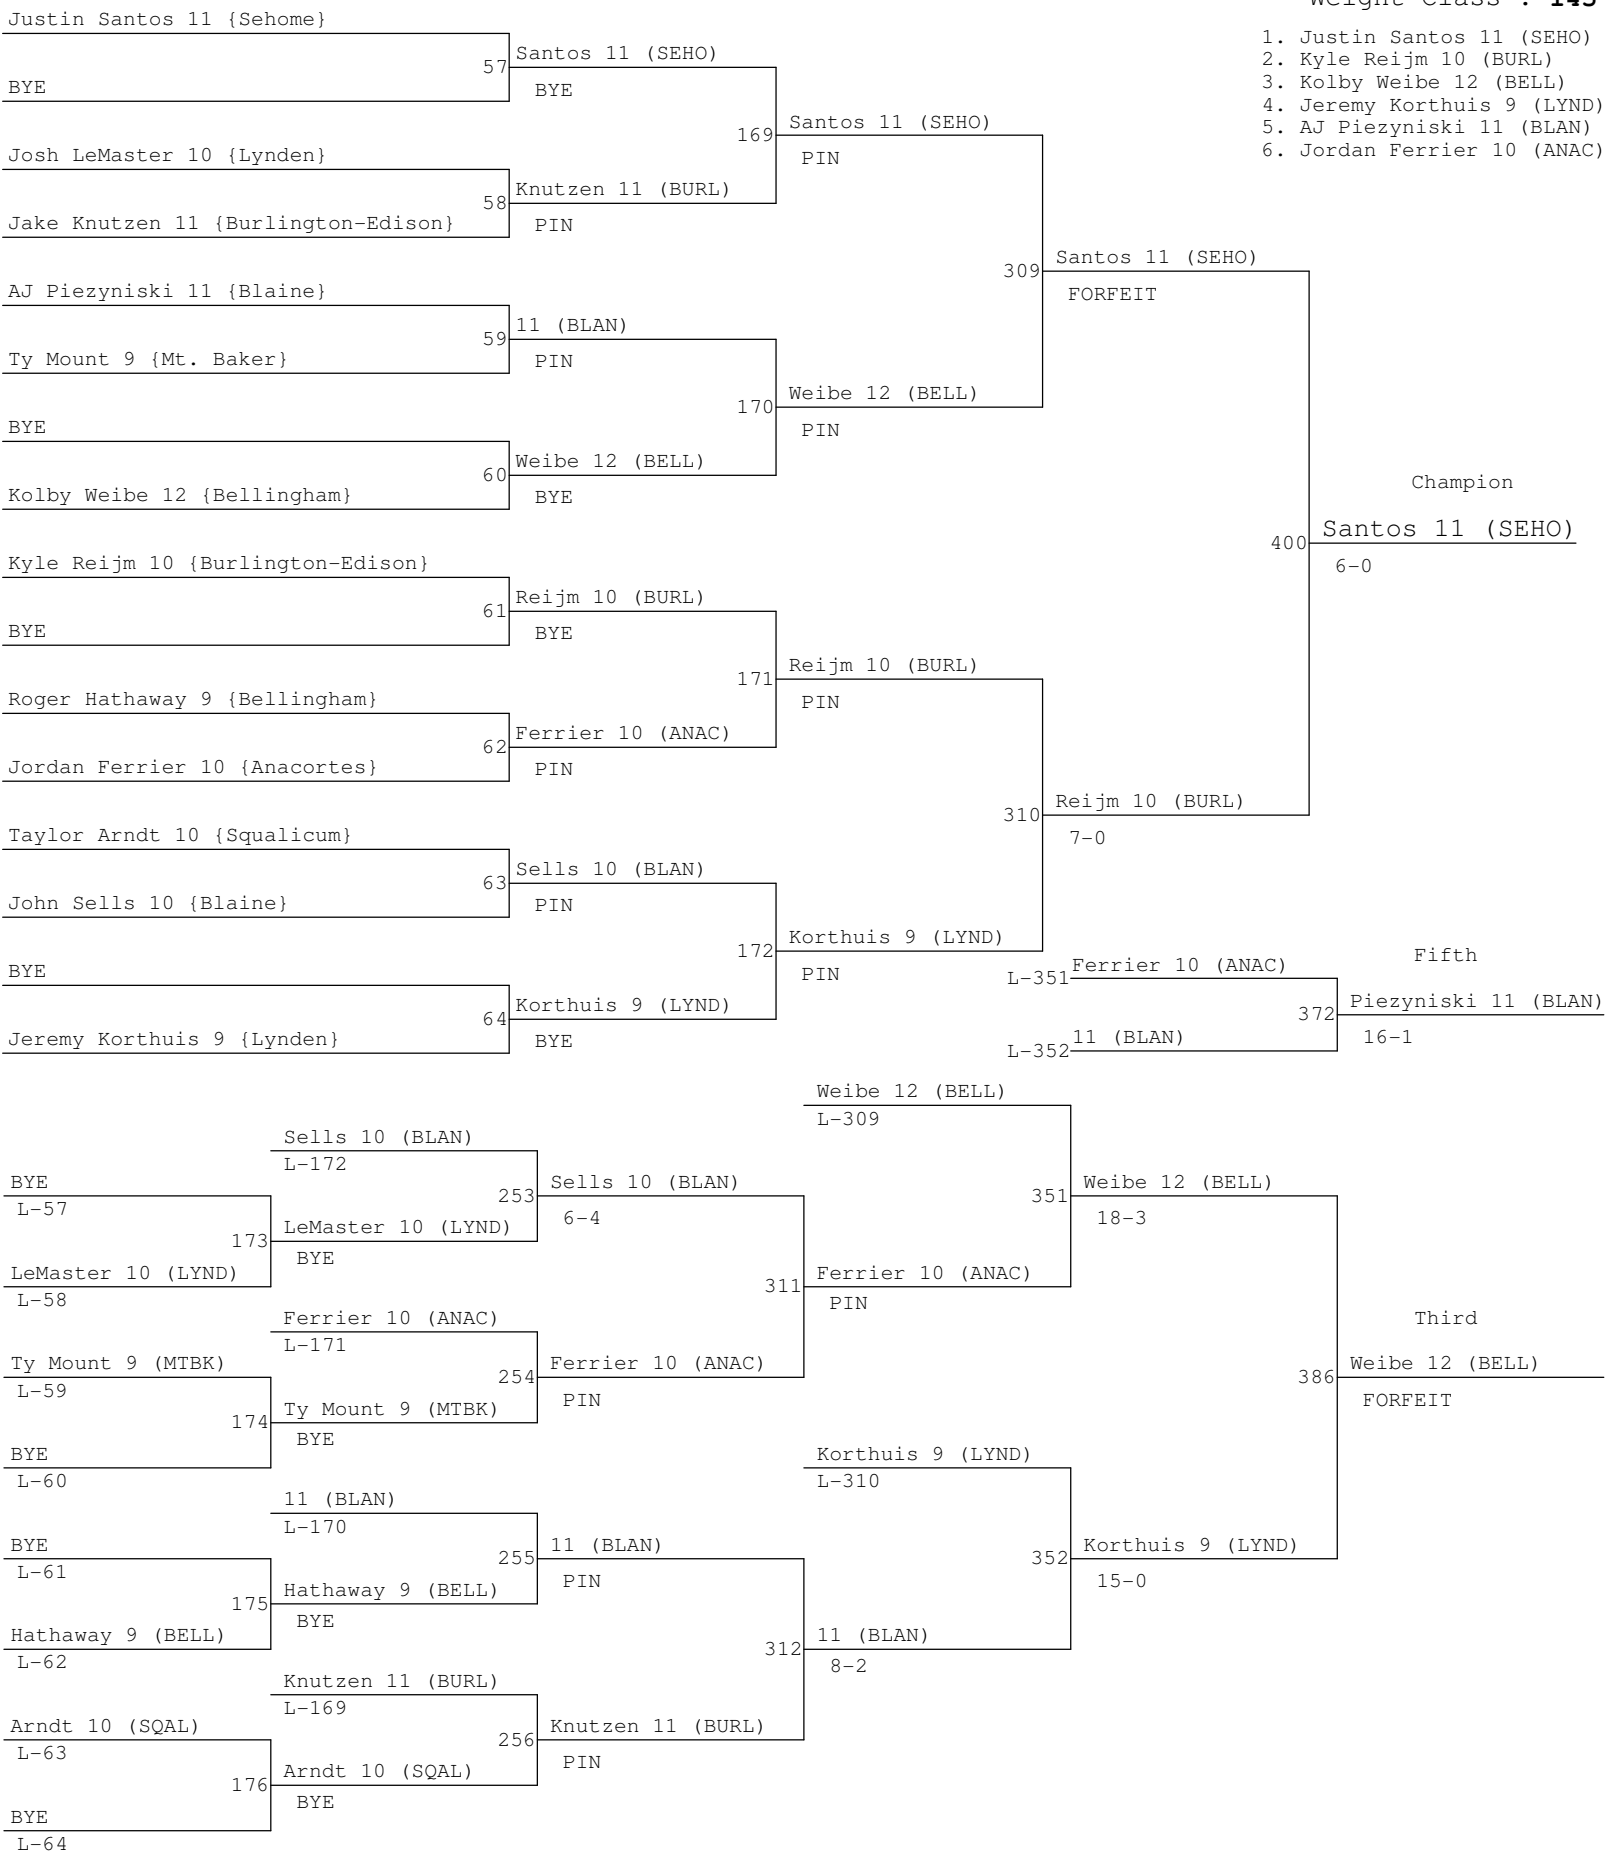 Weight Class : 145
1. Justin Santos 11 (SEHO)
2. Kyle Reijm 10 (BURL)
3. Kolby Weibe 12 (BELL)
4. Jeremy Korthuis 9 (LYND)
5. AJ Piezyniski 11 (BLAN)
6. Jordan Ferrier 10 (ANAC)
Justin Santos 11 {Sehome}
BYE
Josh LeMaster 10 {Lynden}
Jake Knutzen 11 {Burlington-Edison}
AJ Piezyniski 11 {Blaine}
Ty Mount 9 {Mt. Baker}
BYE
Kolby Weibe 12 {Bellingham}
Kyle Reijm 10 {Burlington-Edison}
BYE
Roger Hathaway 9 {Bellingham}
Jordan Ferrier 10 {Anacortes}
Taylor Arndt 10 {Squalicum}
John Sells 10 {Blaine}
BYE
Jeremy Korthuis 9 {Lynden}
57 Santos 11 (SEHO)
BYE
58 Knutzen 11 (BURL)
PIN
59 11 (BLAN)
PIN
60 Weibe 12 (BELL)
BYE
61 Reijm 10 (BURL)
BYE
62 Ferrier 10 (ANAC)
PIN
63 Sells 10 (BLAN)
PIN
64 Korthuis 9 (LYND)
BYE
169 Santos 11 (SEHO)
PIN
170 Weibe 12 (BELL)
PIN
171 Reijm 10 (BURL)
PIN
172 Korthuis 9 (LYND)
PIN
309 Santos 11 (SEHO)
FORFEIT
310 Reijm 10 (BURL)
7-0
Champion
400 Santos 11 (SEHO)
6-0
L-351 Ferrier 10 (ANAC)
L-352 11 (BLAN)
Fifth
372 Piezyniski 11 (BLAN)
16-1
BYE
L-57
LeMaster 10 (LYND)
L-58
Ty Mount 9 (MTBK)
L-59
BYE
L-60
BYE
L-61
Hathaway 9 (BELL)
L-62
Arndt 10 (SQAL)
L-63
BYE
L-64
Sells 10 (BLAN)
L-172
173 LeMaster 10 (LYND)
BYE
Ferrier 10 (ANAC)
L-171
174 Ty Mount 9 (MTBK)
BYE
11 (BLAN)
L-170
175 Hathaway 9 (BELL)
BYE
Knutzen 11 (BURL)
L-169
176 Arndt 10 (SQAL)
BYE
253 Sells 10 (BLAN)
6-4
254 Ferrier 10 (ANAC)
PIN
255 11 (BLAN)
PIN
256 Knutzen 11 (BURL)
PIN
Weibe 12 (BELL)
L-309
311 Ferrier 10 (ANAC)
PIN
Korthuis 9 (LYND)
L-310
312 11 (BLAN)
8-2
351 Weibe 12 (BELL)
18-3
352 Korthuis 9 (LYND)
15-0
Third
386 Weibe 12 (BELL)
FORFEIT